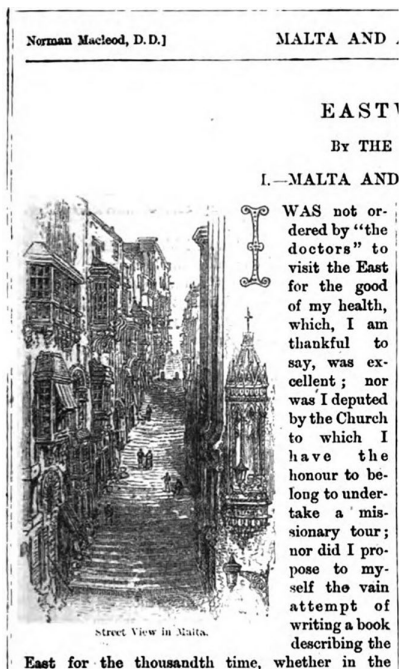 Norman Macleod, D.D.] MALTA AND
EAST
BY THE
I.—MALTA AND
I WAS not or-
dered by "the
doctors" to
visit the East
for the good
of my health,
which, I am
thankful to
say, was ex-
cellent; nor
was I deputed
by the Church
to which I
have the
honour to be-
long to under-
take a mis-
sionary tour;
nor did I pro-
pose to my-
self the vain
attempt of
writing a book
describing the
Street View in Malta.
East for the thousandth time, whether in the